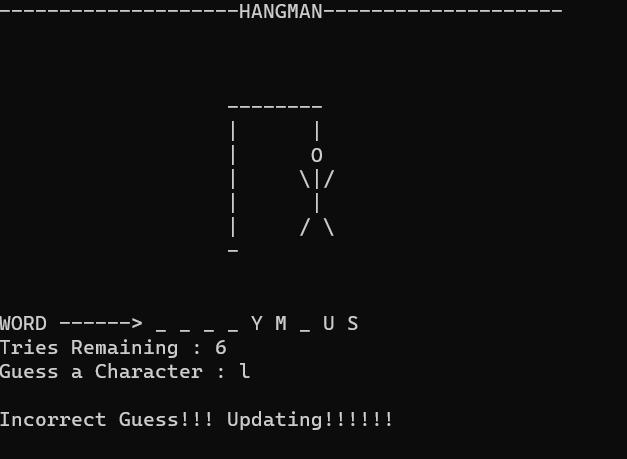 --------------------HANGMAN--------------------
--------
|      |
|      O
|     \|/
|      |
|     / \
-
WORD ------> _ _ _ _ Y M _ U S
Tries Remaining : 6
Guess a Character : l
Incorrect Guess!!! Updating!!!!!!